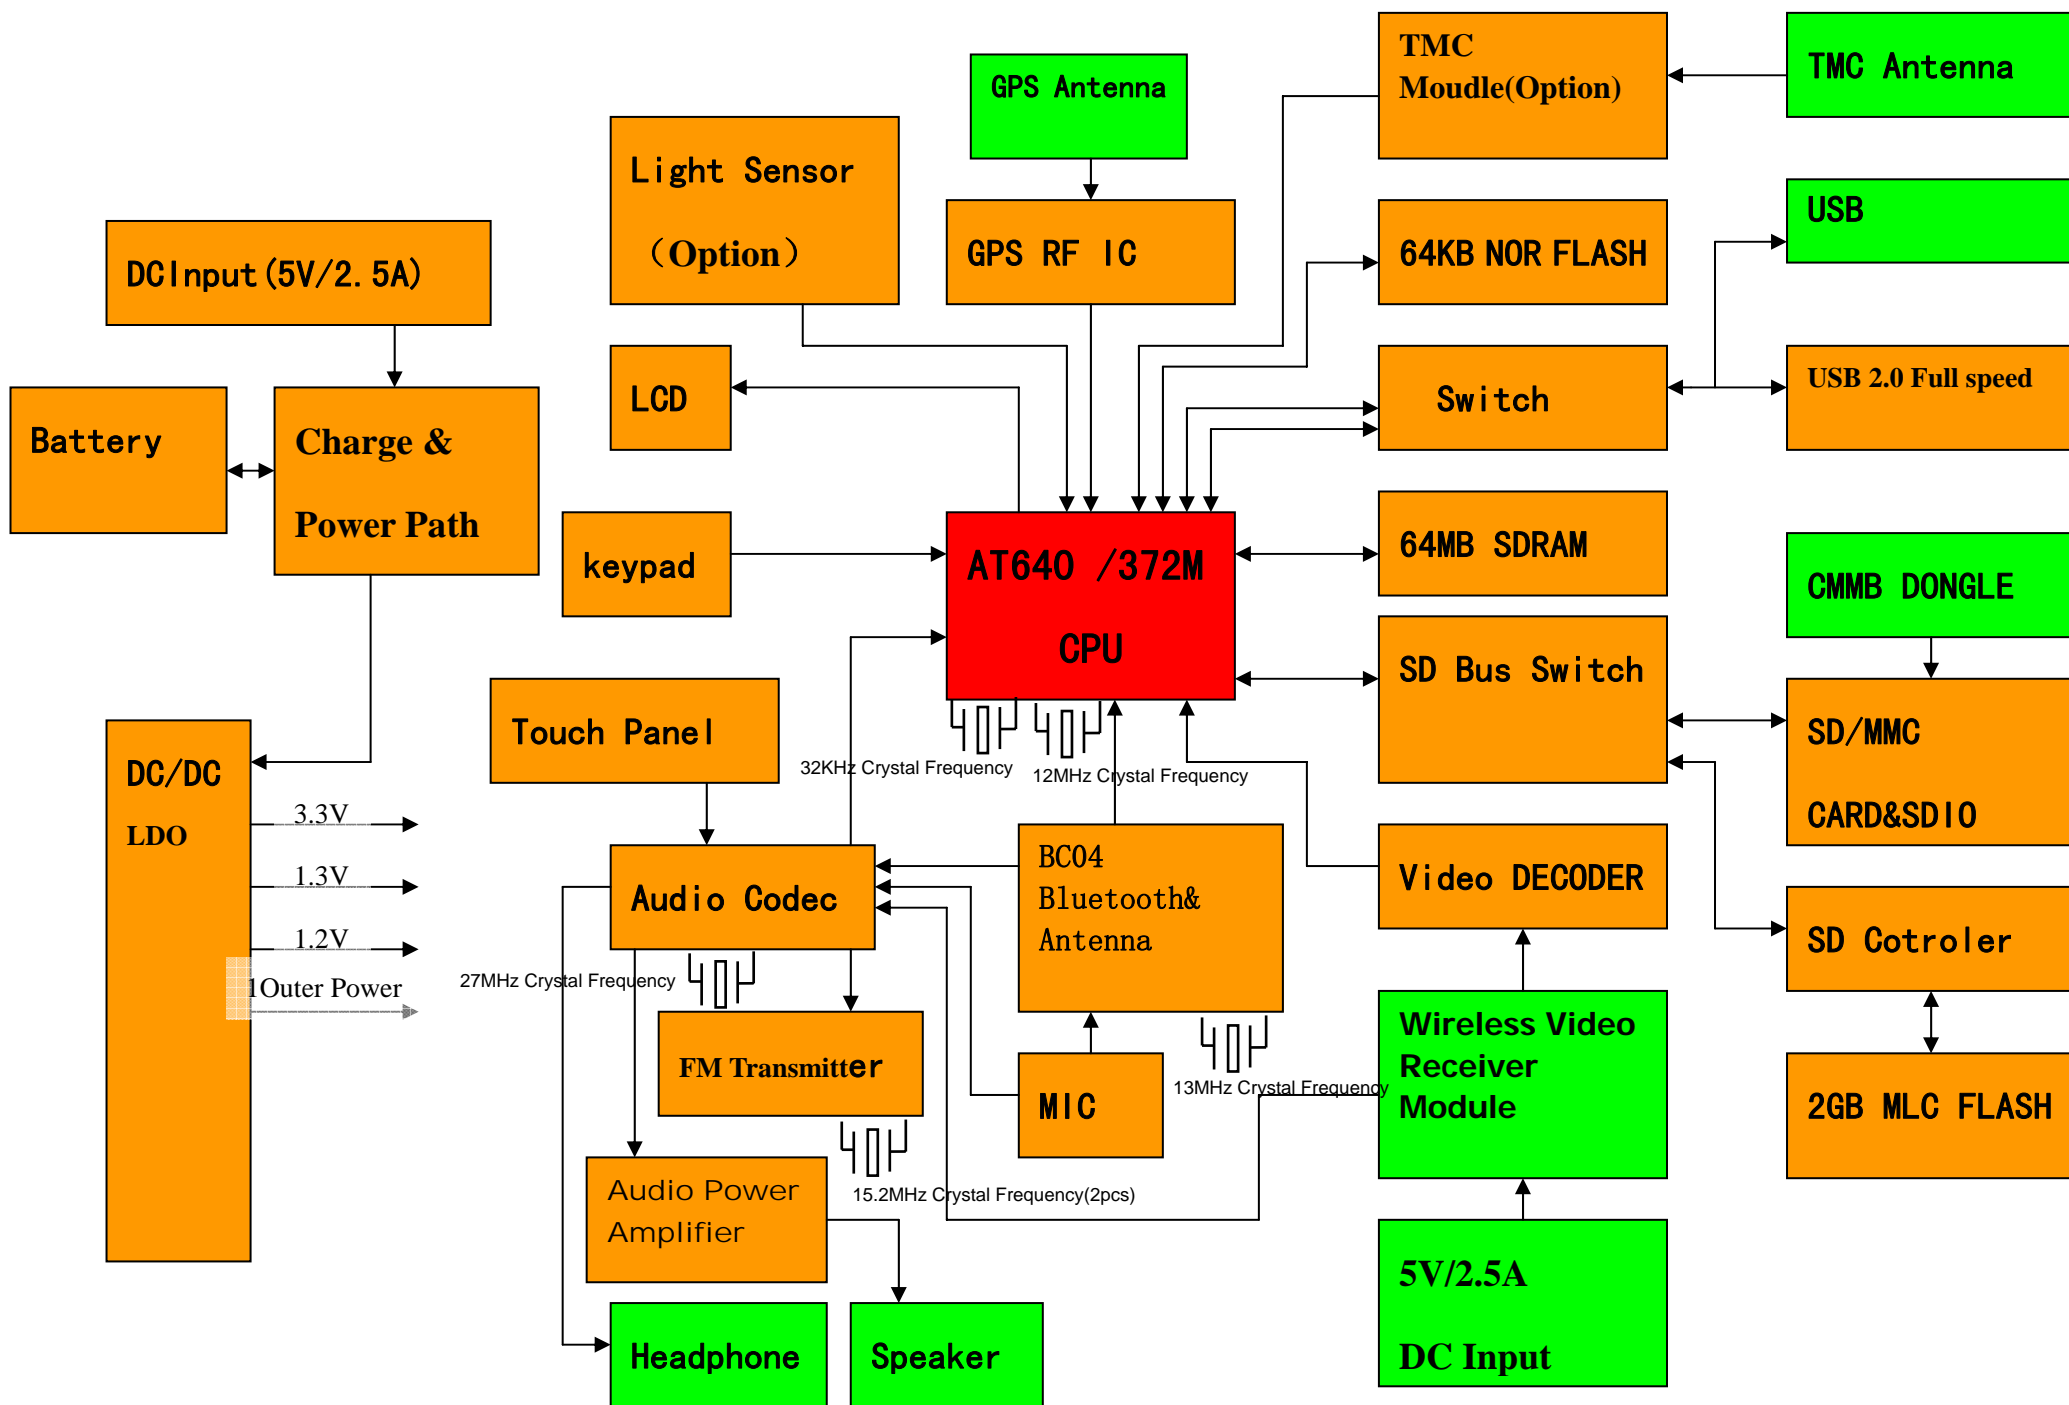 TMC
Moudle(Option)
TMC Antenna
GPS Antenna
Light Sensor
（Option）
USB
GPS RF IC
64KB NOR FLASH
DCInput(5V/2.5A)
LCD
Switch
USB 2.0 Full speed
Battery
Charge &
Power Path
keypad
AT640 /372M
CPU
64MB SDRAM
CMMB DONGLE
SD Bus Switch
Touch Panel
SD/MMC
CARD&SDIO
32KHz Crystal Frequency
12MHz Crystal Frequency
DC/DC
LDO
3.3V
1.3V
1.2V
1Outer Power
Audio Codec
BC04
Bluetooth&
Antenna
Video DECODER
SD Cotroler
27MHz Crystal Frequency
FM Transmitter
MIC
13MHz Crystal Frequency
Wireless Video
Receiver
Module
2GB MLC FLASH
15.2MHz Crystal Frequency(2pcs)
Audio Power
Amplifier
5V/2.5A
DC Input
Headphone
Speaker